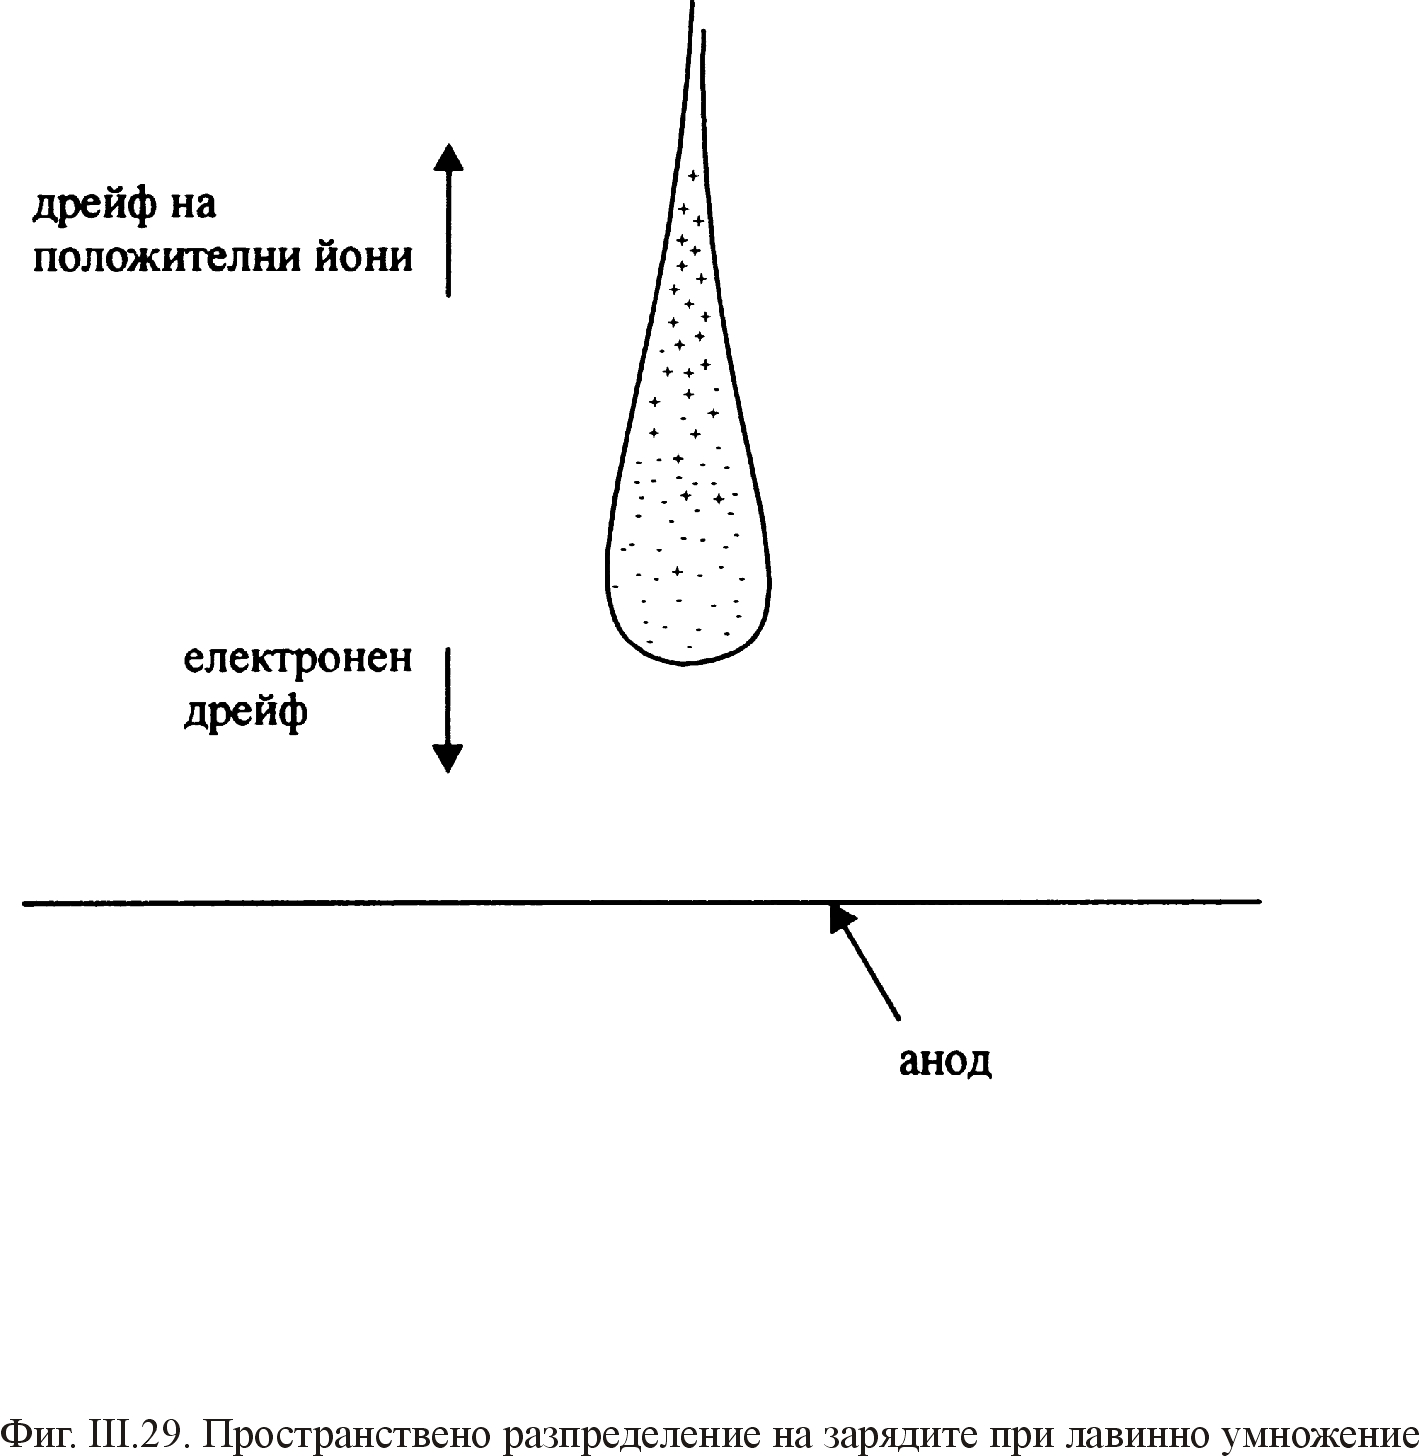 дрейф на
положителни йони
електронен
дрейф
анод
Фиг. III.29. Пространствено разпределение на зарядите при лавинно умножение